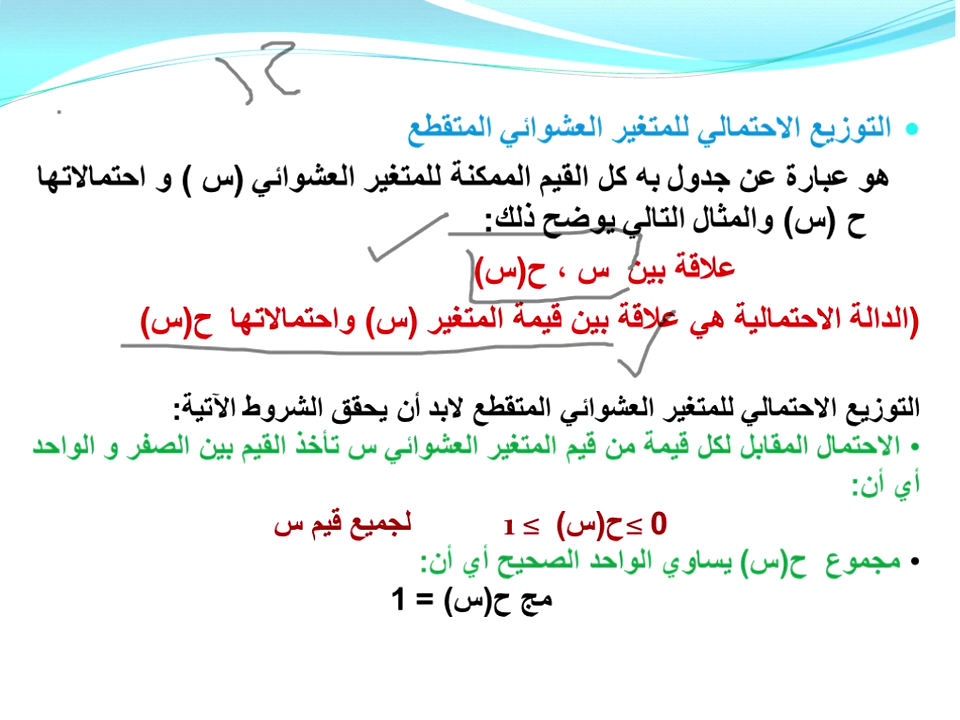 • التوزيع الاحتمالي للمتغير العشوائي المتقطع
هو عبارة عن جدول به كل القيم الممكنة للمتغير العشوائي (س ) و احتمالاتها
ح (س) والمثال التالي يوضح ذلك:
علاقة بين س ، ح(س)
(الدالة الاحتمالية هي علاقة بين قيمة المتغير (س) واحتمالاتها ح(س)
التوزيع الاحتمالي للمتغير العشوائي المتقطع لابد أن يحقق الشروط الآتية:
• الاحتمال المقابل لكل قيمة من قيم المتغير العشوائي س تأخذ القيم بين الصفر و الواحد
أي أن:
0 ≤ ح(س) ≤ 1 لجميع قيم س
• مجموع ح(س) يساوي الواحد الصحيح أي أن:
مج ح(س) = 1